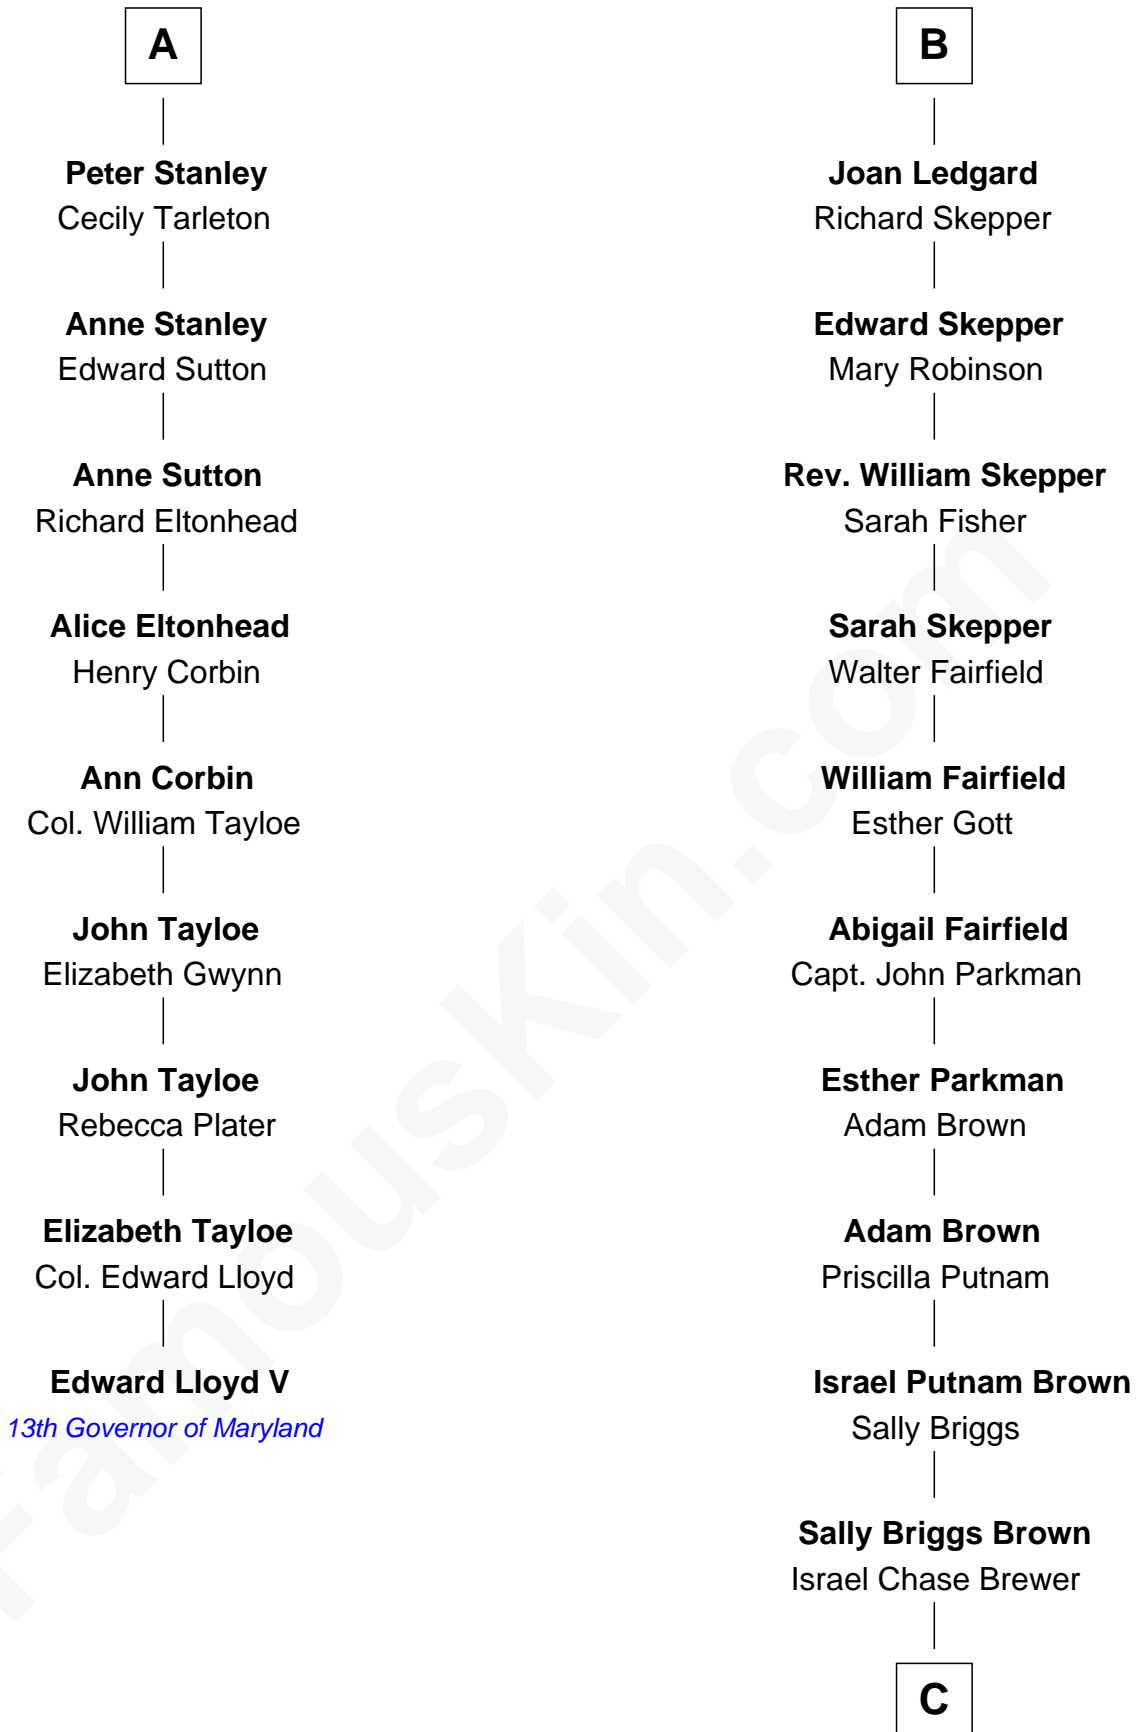 A
Peter Stanley
Cecily Tarleton
Anne Stanley
Edward Sutton
Anne Sutton
Richard Eltonhead
Alice Eltonhead
Henry Corbin
Ann Corbin
Col. William Tayloe
John Tayloe
Elizabeth Gwynn
John Tayloe
Rebecca Plater
Elizabeth Tayloe
Col. Edward Lloyd
Edward Lloyd V
13th Governor of Maryland
B
Joan Ledgard
Richard Skepper
Edward Skepper
Mary Robinson
Rev. William Skepper
Sarah Fisher
Sarah Skepper
Walter Fairfield
William Fairfield
Esther Gott
Abigail Fairfield
Capt. John Parkman
Esther Parkman
Adam Brown
Adam Brown
Priscilla Putnam
Israel Putnam Brown
Sally Briggs
Sally Briggs Brown
Israel Chase Brewer
C
FamousKin.com